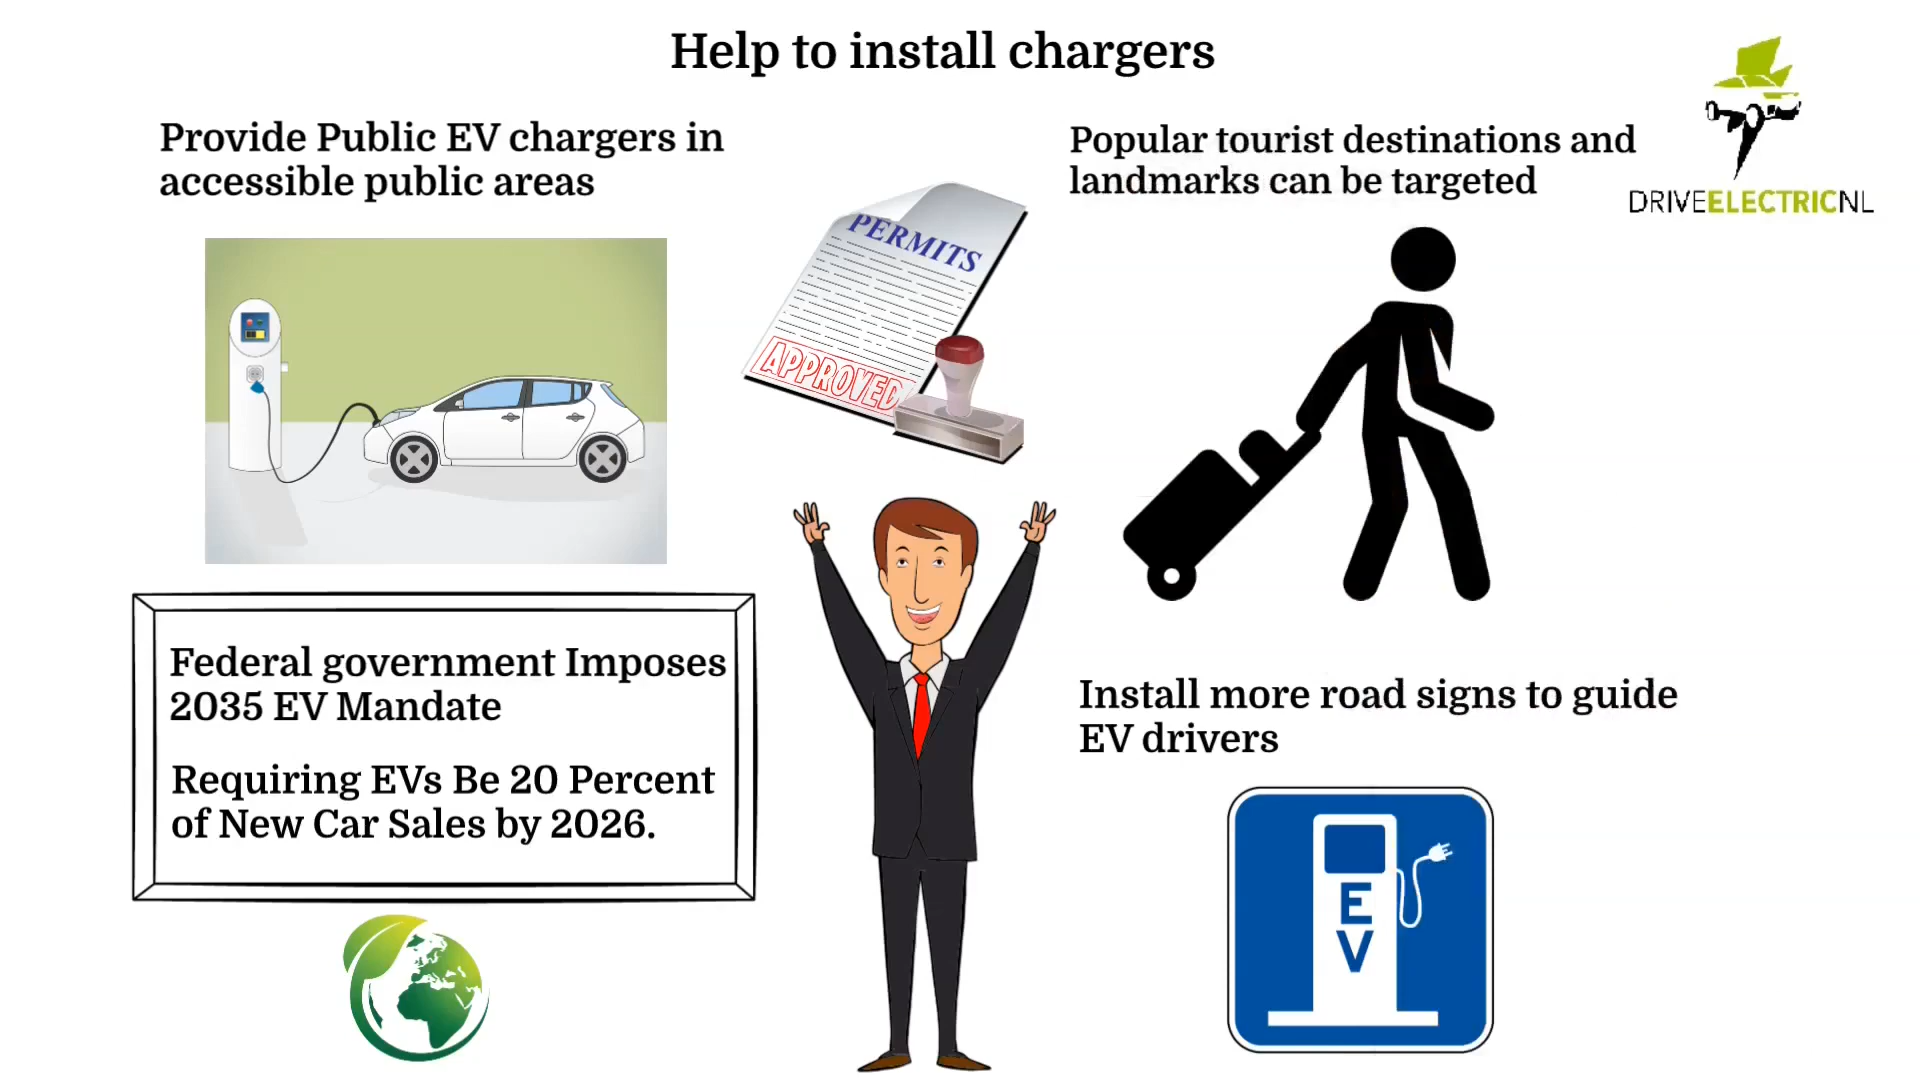 Help to install chargers
Provide Public EV chargers in
accessible public areas
Popular tourist destinations and
landmarks can be targeted
DRIVEELECTRICNL
PERMITS
APPROVED
Federal government Imposes
2035 EV Mandate
Requiring EVs Be 20 Percent
of New Car Sales by 2026.
Install more road signs to guide
EV drivers
E
V